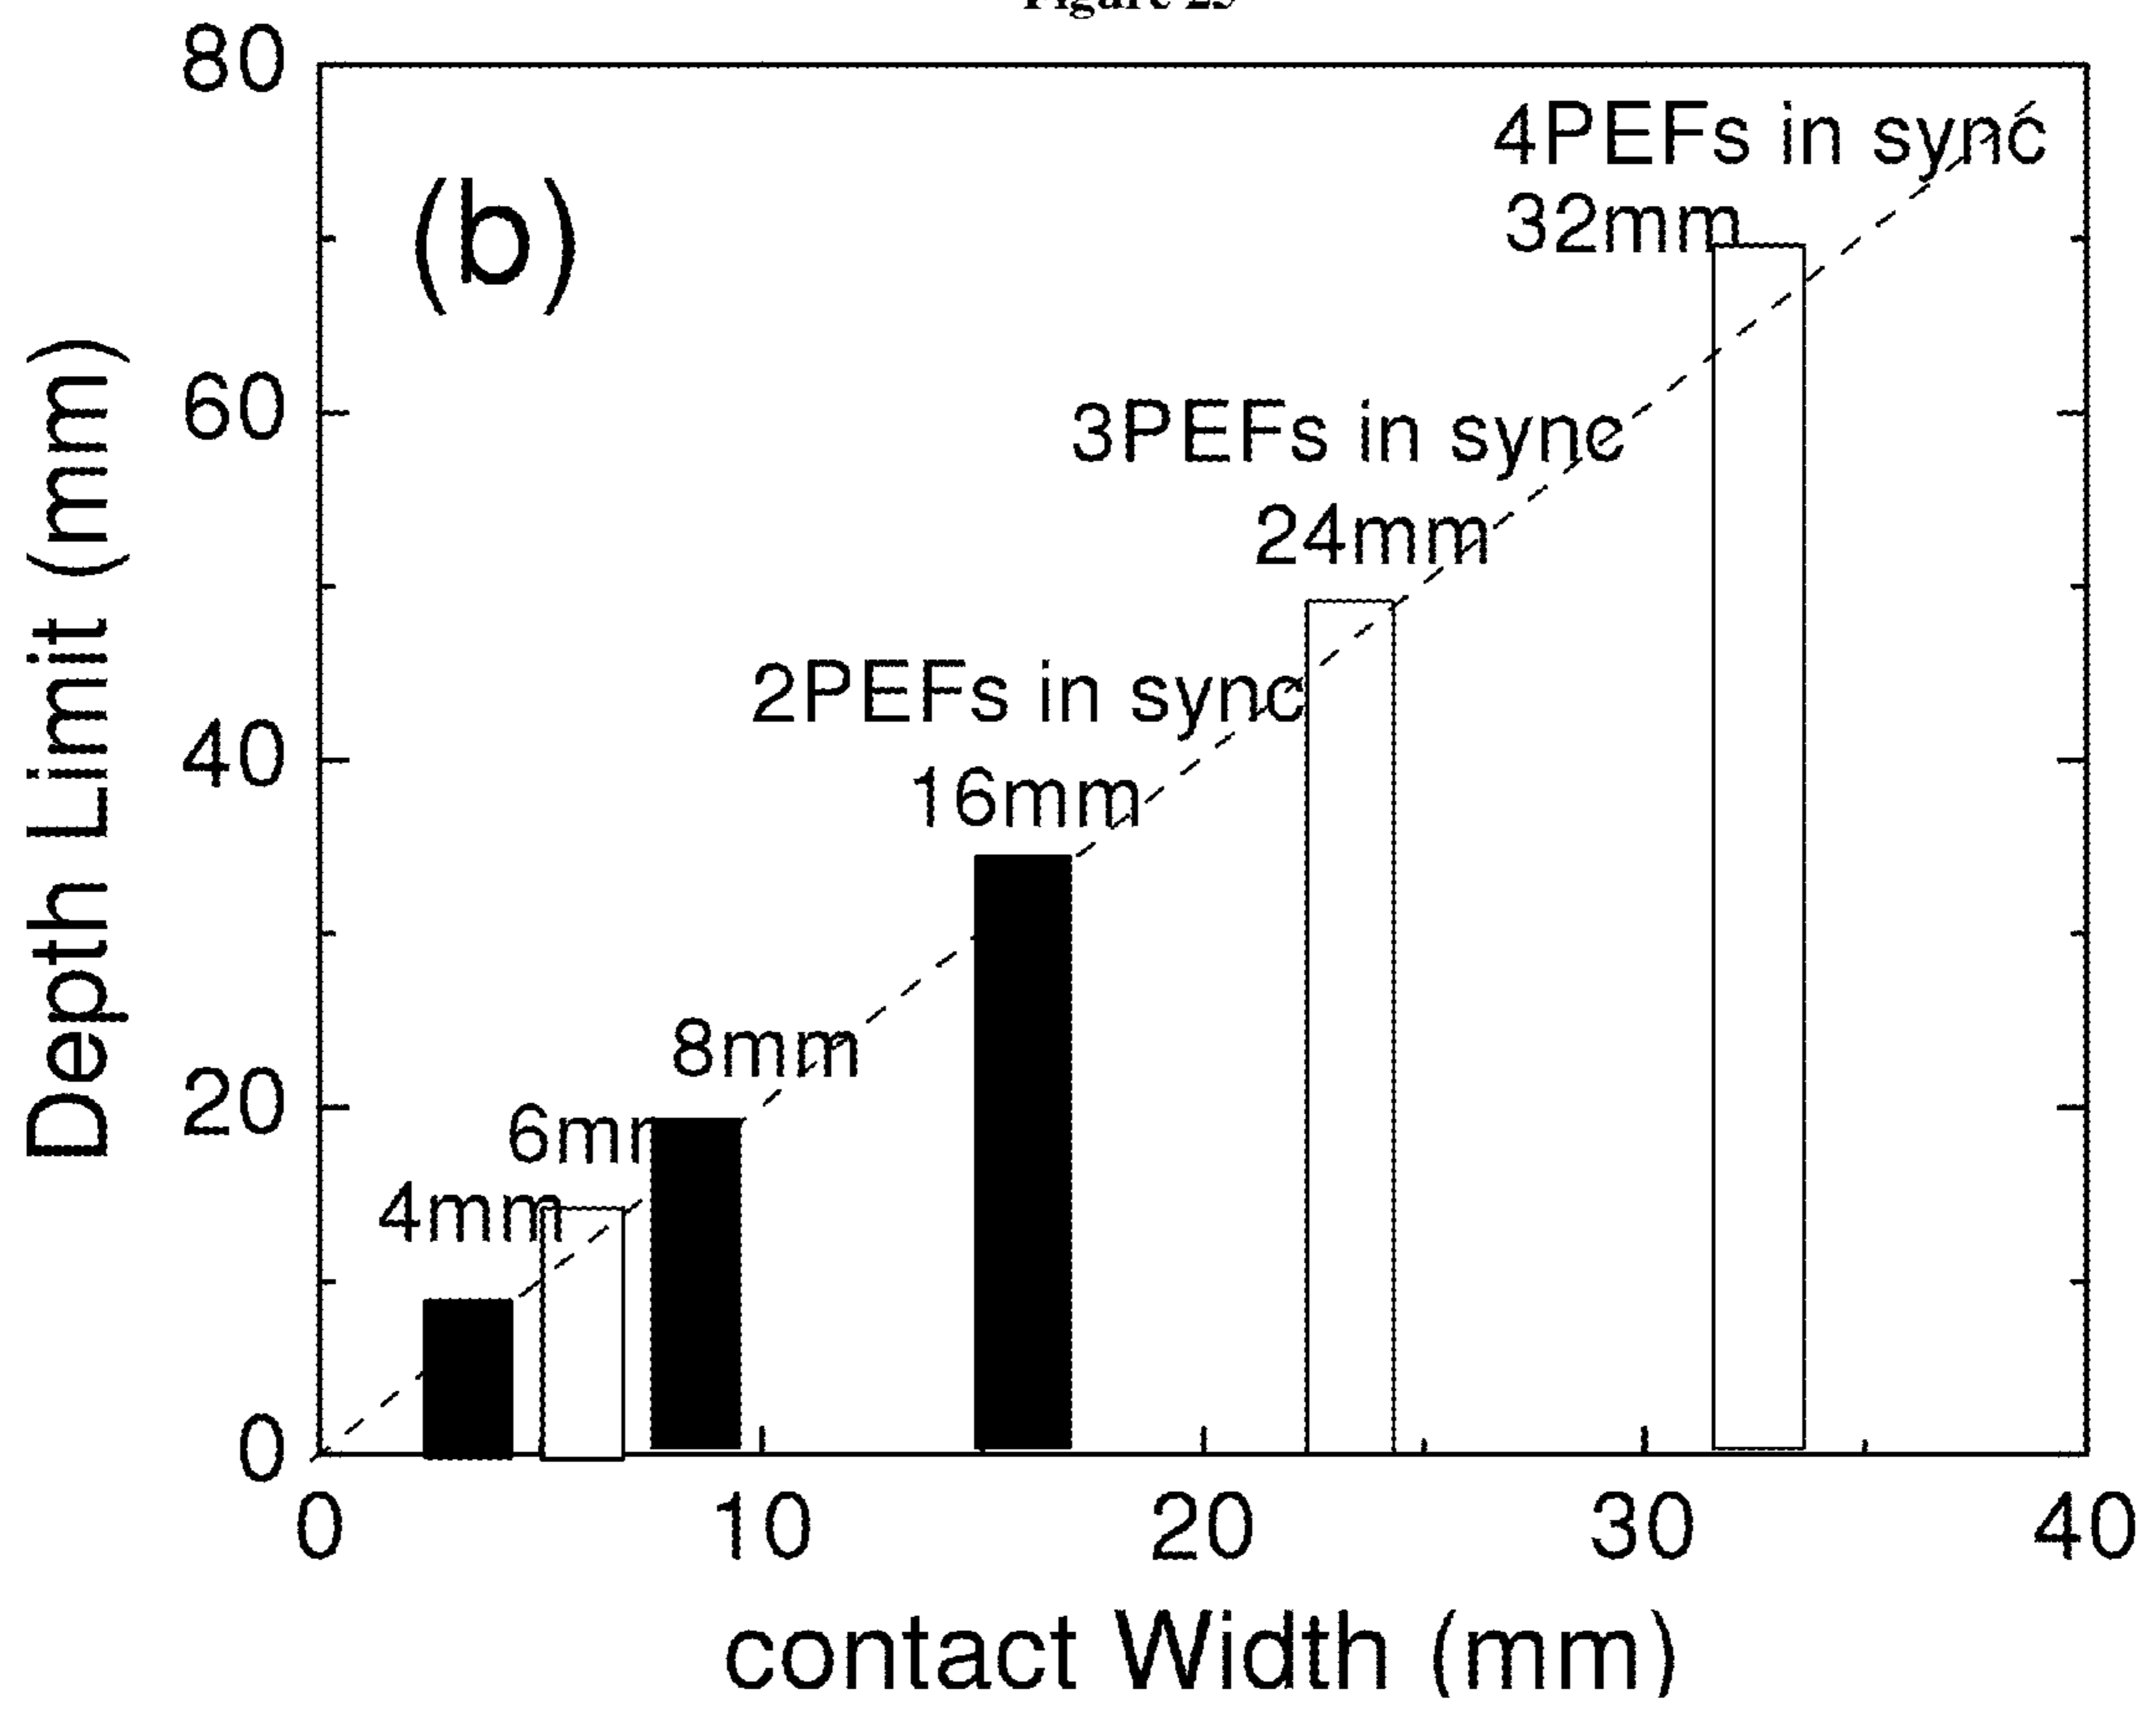 80
4PEFs in sync
(b)
32mm
60
3PEFs in sync
24mm
2PEFs in sync
40
16mm
8mm
20
6m
4mm
0
0 10 20 30 40
Depth Limit (mm)
contact Width (mm)